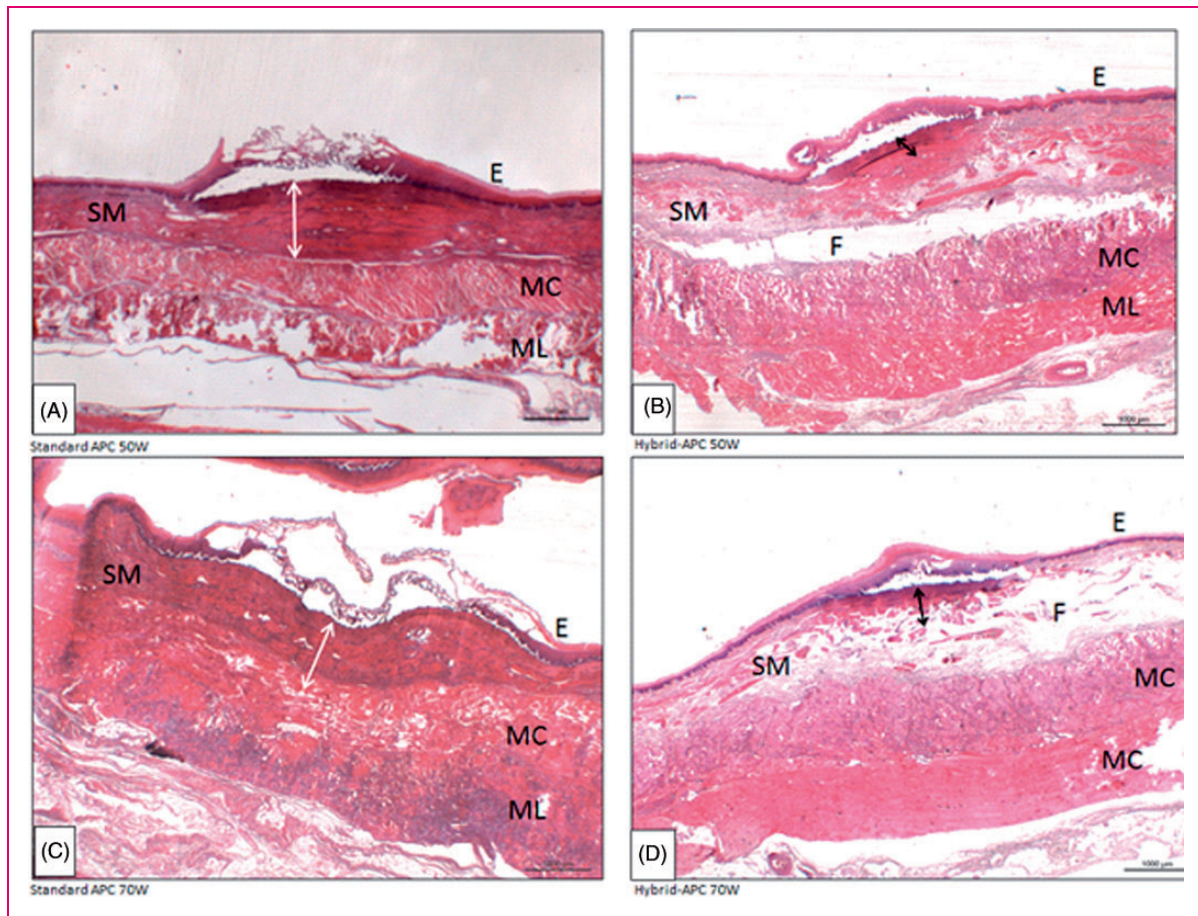 E
SM
MC
ML
(A)
Standard APC 50W
E
SM
F
MC
ML
(B)
1000 µm
Hybrid-APC 50W
SM
E
MC
ML
(C)
Standard APC 70W
E
F
SM
MC
MC
(D)
1000 µm
Hybrid-APC 70W